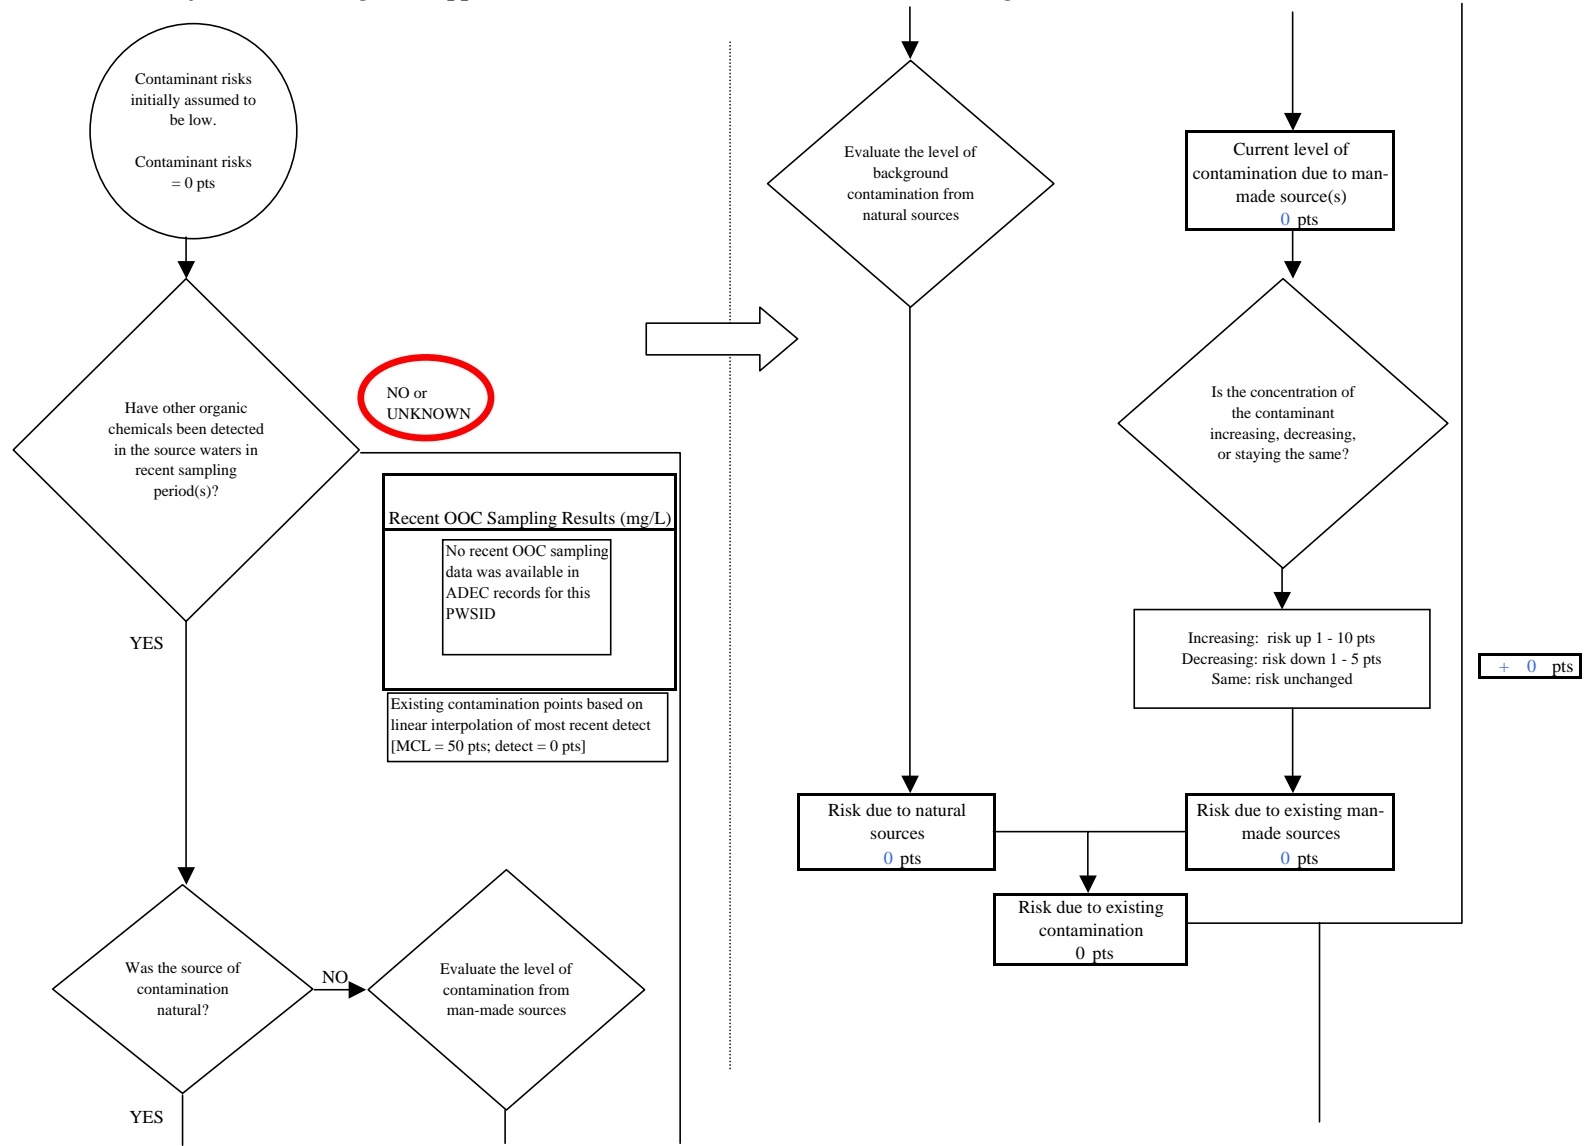 Contaminant risks
initially assumed to
be low.
Contaminant risks
= 0 pts
Have other organic
chemicals been detected
in the source waters in
recent sampling
period(s)?
NO or
UNKNOWN
Recent OOC Sampling Results (mg/L)
No recent OOC sampling
data was available in
ADEC records for this
PWSID
Existing contamination points based on
linear interpolation of most recent detect
[MCL = 50 pts; detect = 0 pts]
YES
Was the source of
contamination
natural?
NO
Evaluate the level of
contamination from
man-made sources
YES
Evaluate the level of
background
contamination from
natural sources
Current level of
contamination due to man-
made source(s)
0 pts
Is the concentration of
the contaminant
increasing, decreasing,
or staying the same?
Increasing: risk up 1 - 10 pts
Decreasing: risk down 1 - 5 pts
Same: risk unchanged
+ 0 pts
Risk due to natural
sources
0 pts
Risk due to existing man-
made sources
0 pts
Risk due to existing
contamination
0 pts